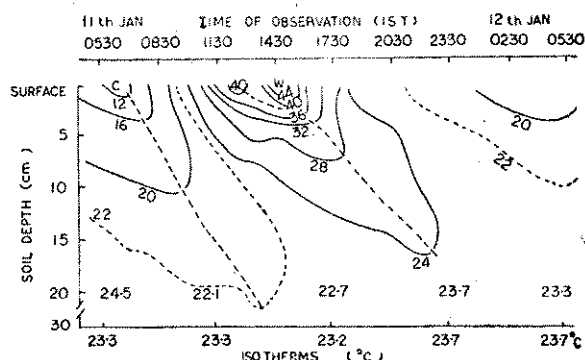 11 th JAN TIME OF OBSERVATION (IST) 12 th JAN
0530 0830 1130 1430 1730 2030 2330 0230 0530
SURFACE C 40 W
12 44
16 40 20
36
5 32
28 22
10 20
22
15
24
24.5 22.1 22.7 23.7 23.3
20
30
23.3 23.3 23.2 23.7 23.7°C
ISOTHERMS (°C)
SOIL DEPTH (cm)